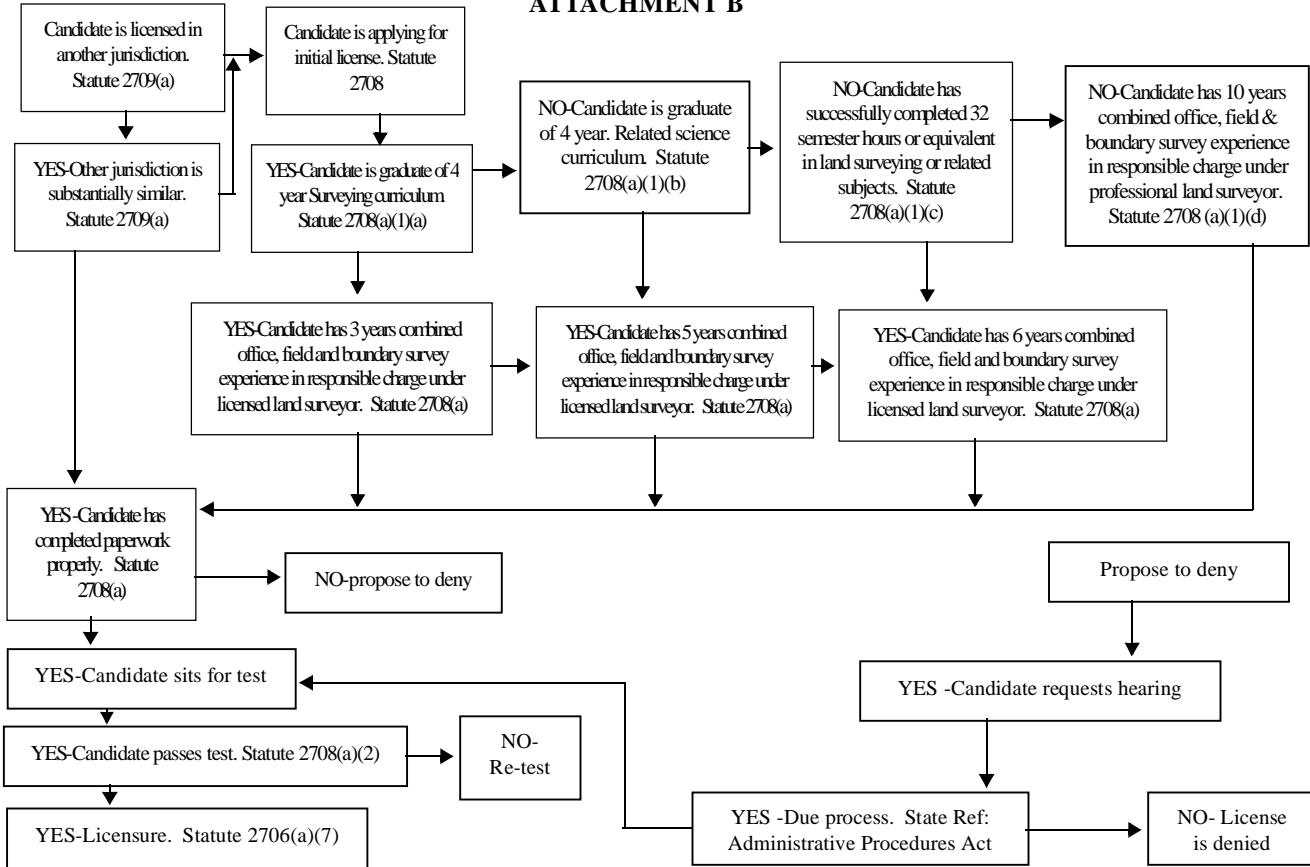 ATTACHMENT B
Candidate is licensed in
another jurisdiction.
Statute 2709(a)
Candidate is applying for
initial license. Statute
2708
NO-Candidate is graduate
of 4 year. Related science
curriculum. Statute
2708(a)(1)(b)
NO-Candidate has
successfully completed 32
semester hours or equivalent
in land surveying or related
subjects. Statute
2708(a)(1)(c)
NO-Candidate has 10 years
combined office, field &
boundary survey experience
in responsible charge under
professional land surveyor.
Statute 2708 (a)(1)(d)
YES-Other jurisdiction is
substantially similar.
Statute 2709(a)
YES-Candidate is graduate of 4
year Surveying curriculum
Statute 2708(a)(1)(a)
YES-Candidate has 3 years combined
office, field and boundary survey
experience in responsible charge under
licensed land surveyor. Statute 2708(a)
YES-Candidate has 5 years combined
office, field and boundary survey
experience in responsible charge under
licensed land surveyor. Statute 2708(a)
YES-Candidate has 6 years combined
office, field and boundary survey
experience in responsible charge under
licensed land surveyor. Statute 2708(a)
YES -Candidate has
completed paperwork
properly. Statute
2708(a)
NO-propose to deny
Propose to deny
YES-Candidate sits for test
YES -Candidate requests hearing
YES-Candidate passes test. Statute 2708(a)(2)
NO-
Re-test
YES-Licensure. Statute 2706(a)(7)
YES -Due process. State Ref:
Administrative Procedures Act
NO- License
is denied